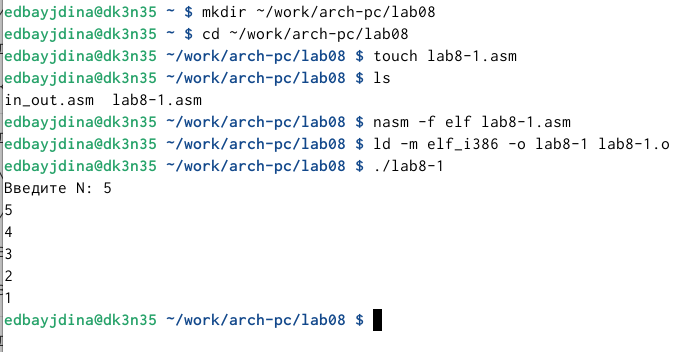 edbayjdina@dk3n35 ~ $ mkdir ~/work/arch-pc/lab08
edbayjdina@dk3n35 ~ $ cd ~/work/arch-pc/lab08
edbayjdina@dk3n35 ~/work/arch-pc/lab08 $ touch lab8-1.asm
edbayjdina@dk3n35 ~/work/arch-pc/lab08 $ ls
in_out.asm  lab8-1.asm
edbayjdina@dk3n35 ~/work/arch-pc/lab08 $ nasm -f elf lab8-1.asm
edbayjdina@dk3n35 ~/work/arch-pc/lab08 $ ld -m elf_i386 -o lab8-1 lab8-1.o
edbayjdina@dk3n35 ~/work/arch-pc/lab08 $ ./lab8-1
Введите N: 5
5
4
3
2
1
edbayjdina@dk3n35 ~/work/arch-pc/lab08 $